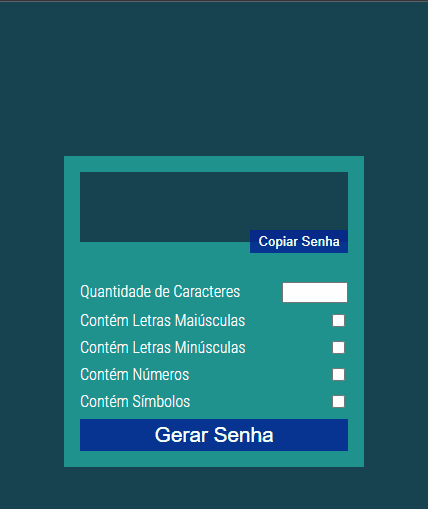 Copiar Senha
Quantidade de Caracteres
Contém Letras Maiúsculas
Contém Letras Minúsculas
Contém Números
Contém Símbolos
Gerar Senha